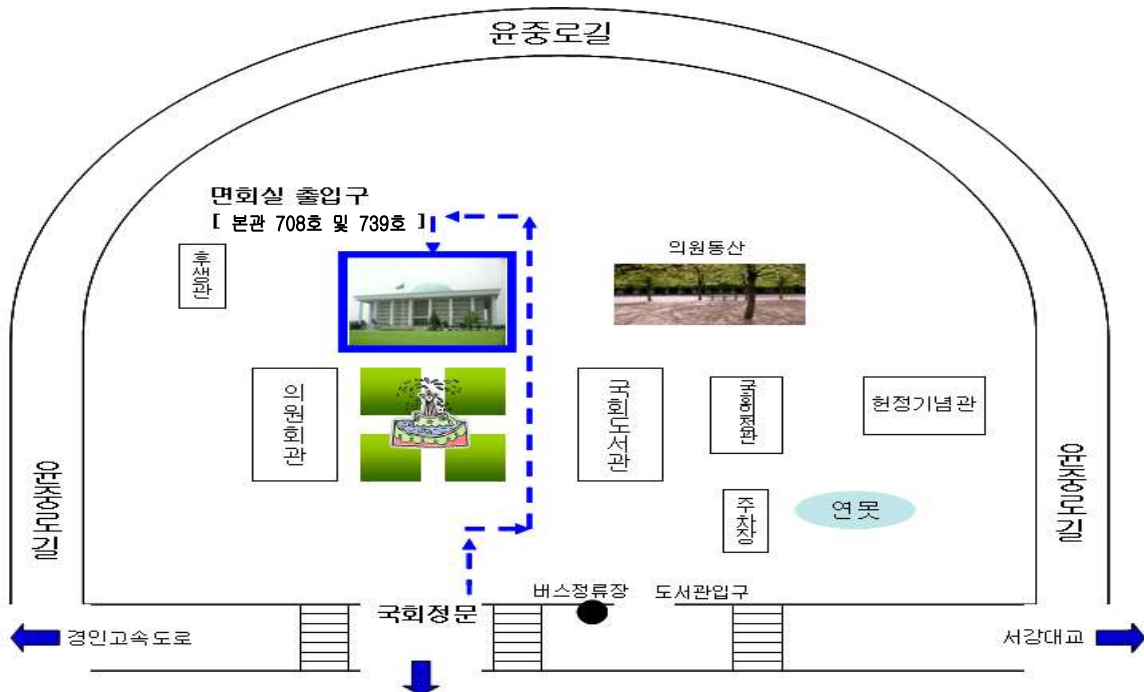 윤중로길
면회실 출입구
[ 본관 708호 및 739호 ]
의원동산
후생관
의원회관
국회도서관
헌정기념관
윤중로길
윤중로길
주차장
연못
버스정류장
도서관입구
국회정문
경인고속도로
서강대교